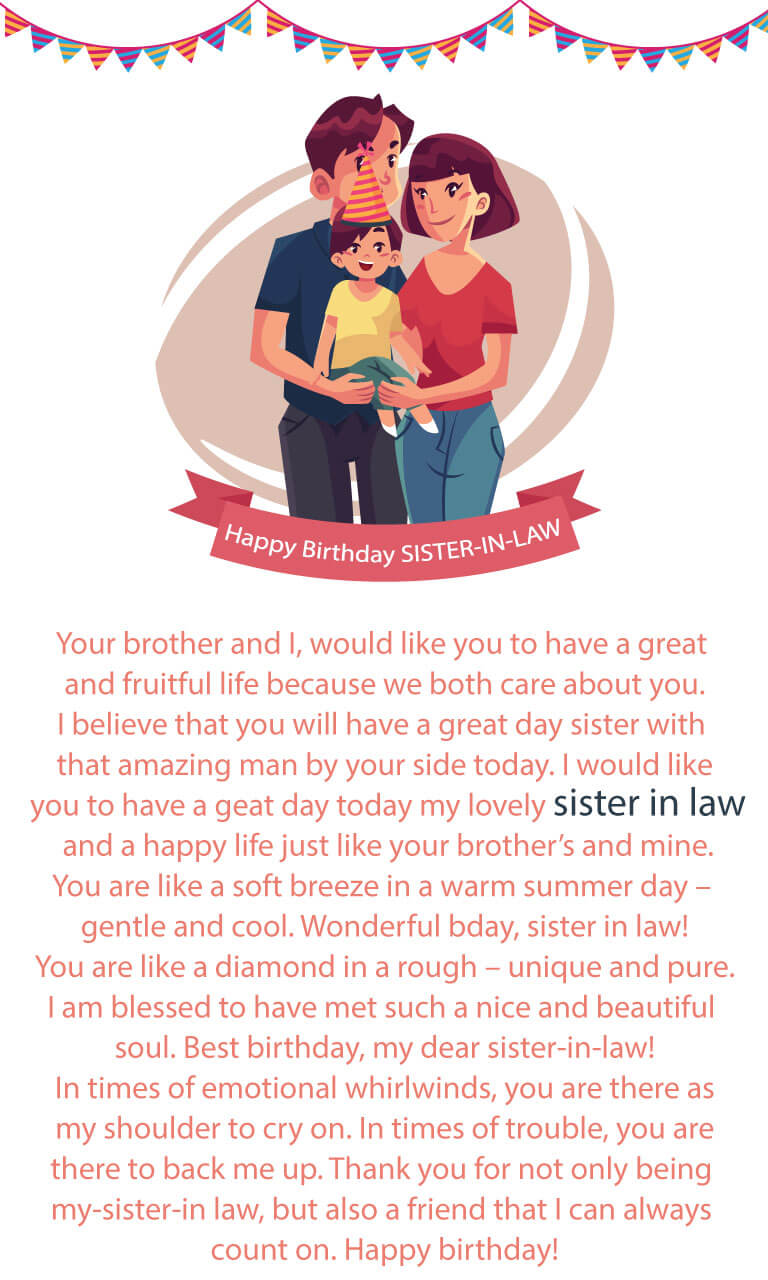 Happy Birthday SISTER-IN-LAW
Your brother and I, would like you to have a great
and fruitful life because we both care about you.
I believe that you will have a great day sister with
that amazing man by your side today. I would like
you to have a geat day today my lovely sister in law
and a happy life just like your brother’s and mine.
You are like a soft breeze in a warm summer day –
gentle and cool. Wonderful bday, sister in law!
You are like a diamond in a rough – unique and pure.
I am blessed to have met such a nice and beautiful
soul. Best birthday, my dear sister-in-law!
In times of emotional whirlwinds, you are there as
my shoulder to cry on. In times of trouble, you are
there to back me up. Thank you for not only being
my-sister-in law, but also a friend that I can always
count on. Happy birthday!